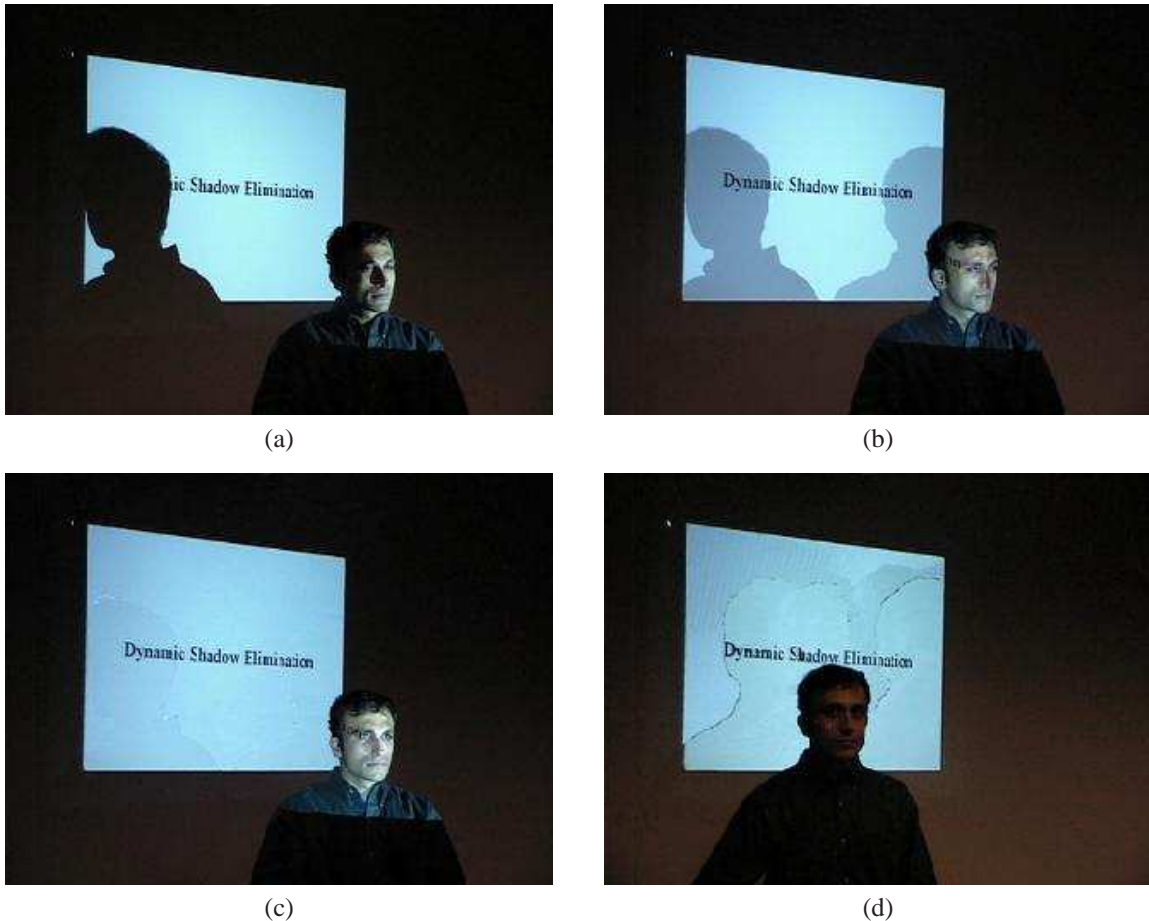 ic Shadow Elimination
Dynamic Shadow Elimination
(a)
(b)
Dynamic Shadow Elimination
Dynamic Shadow Elimination
(c)
(d)